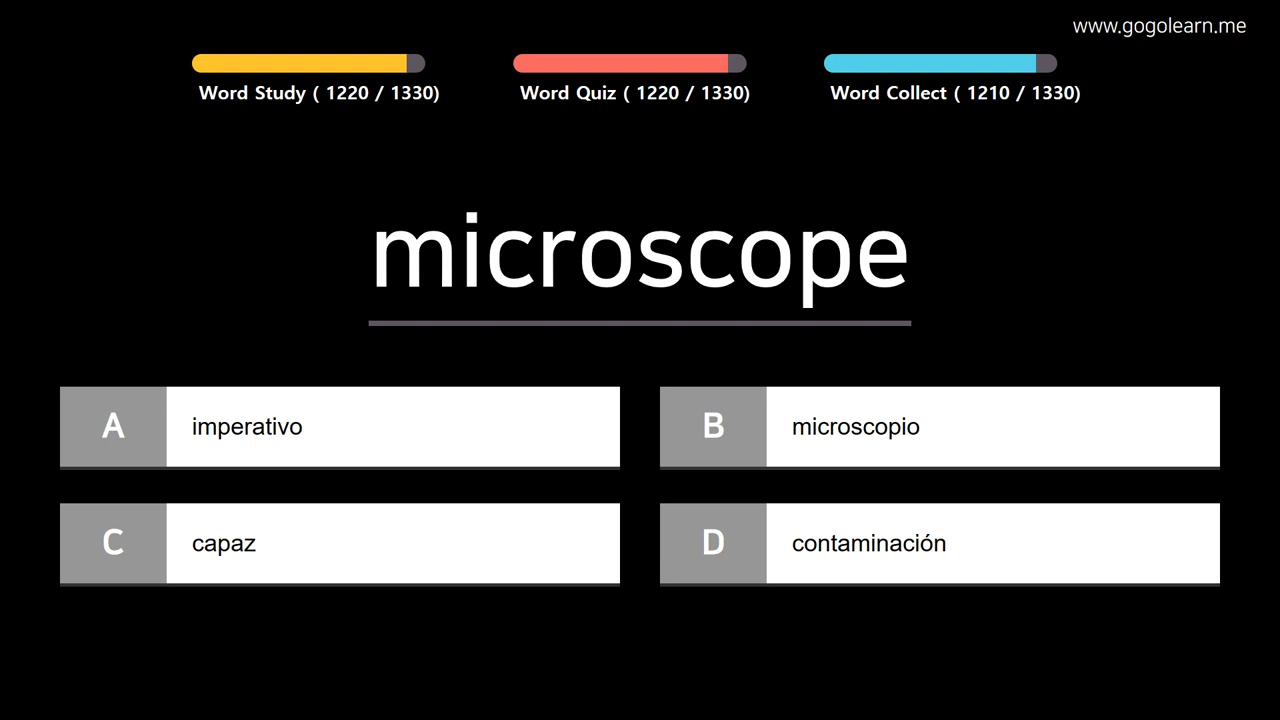 www.gogolearn.me
Word Study ( 1220 / 1330)
Word Quiz ( 1220 / 1330)
Word Collect ( 1210 / 1330)
microscope
A imperativo
B microscopio
C capaz
D contaminación